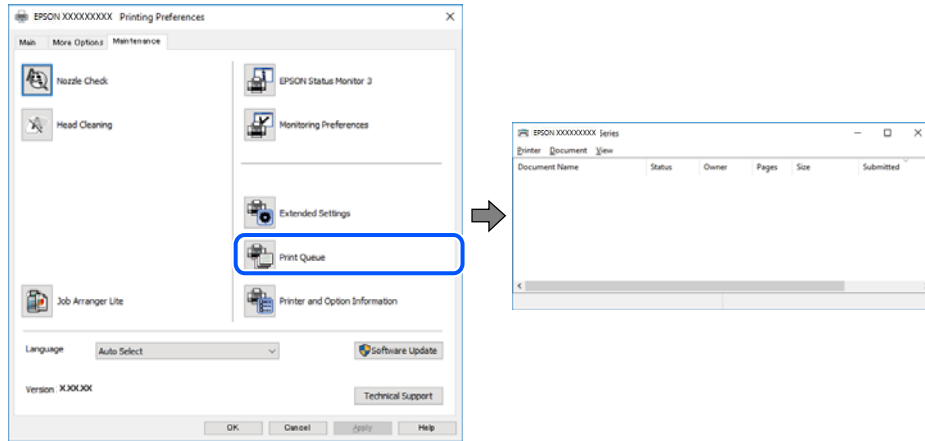 EPSON XXXXXXXXX Printing Preferences
Main More Options Maintenance
Nozzle Check
EPSON Status Monitor 3
Head Cleaning
Monitoring Preferences
Extended Settings
Print Queue
Job Arranger Lite
Printer and Option Information
Language Auto Select
Software Update
Version X.XX.XX
Technical Support
OK Cancel Apply Help
EPSON XXXXXXXXX Series
Printer Document View
Document Name Status Owner Pages Size Submitted